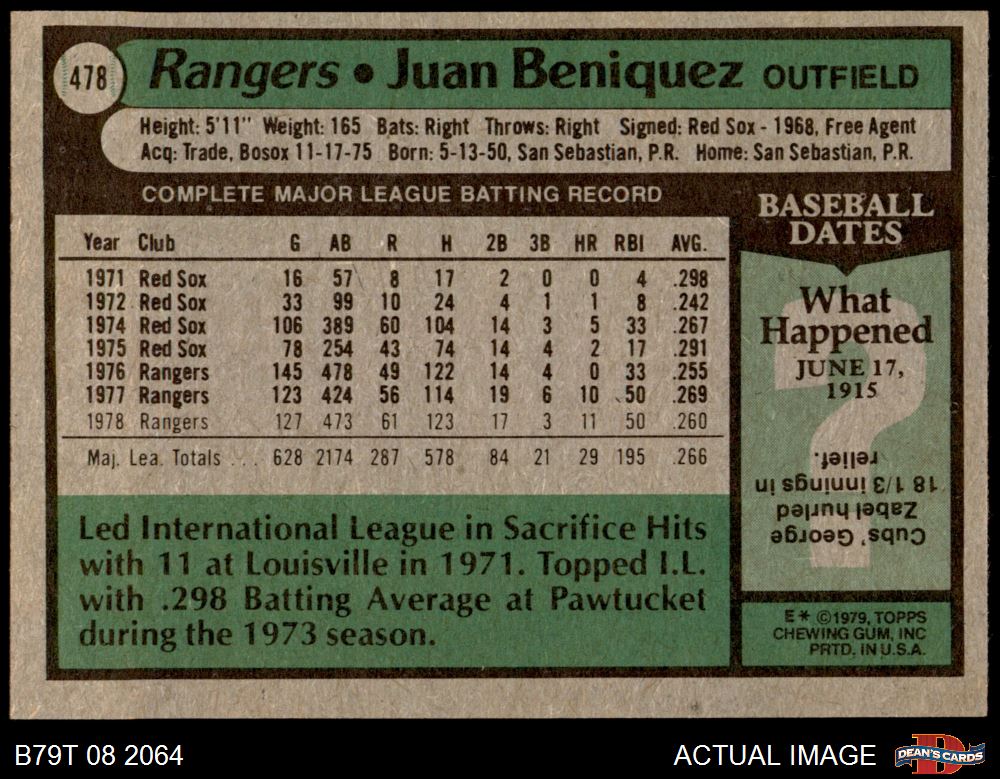 478
Rangers • Juan Beniquez OUTFIELD
Height: 5'11" Weight: 165 Bats: Right Throws: Right Signed: Red Sox - 1968, Free Agent
Acq: Trade, Bosox 11-17-75 Born: 5-13-50, San Sebastian, P.R. Home: San Sebastian, P.R.
COMPLETE MAJOR LEAGUE BATTING RECORD
Year Club G AB R H 2B 3B HR RBI AVG.
1971 Red Sox 16 57 8 17 2 0 0 4 .298
1972 Red Sox 33 99 10 24 4 1 1 8 .242
1974 Red Sox 106 389 60 104 14 3 5 33 .267
1975 Red Sox 78 254 43 74 14 4 2 17 .291
1976 Rangers 145 478 49 122 14 4 0 33 .255
1977 Rangers 123 424 56 114 19 6 10 50 .269
1978 Rangers 127 473 61 123 17 3 11 50 .260
Maj. Lea. Totals . . . 628 2174 287 578 84 21 29 195 .266
Led International League in Sacrifice Hits
with 11 at Louisville in 1971. Topped I.L.
with .298 Batting Average at Pawtucket
during the 1973 season.
BASEBALL
DATES
What
Happened
JUNE 17,
1915
Cubs' George
Zabel hurled
18 1/3 innings in
relief.
E* ©1979, TOPPS
CHEWING GUM, INC
PRTD. IN U.S.A.
B79T 08 2064
ACTUAL IMAGE
DEAN'S CARDS